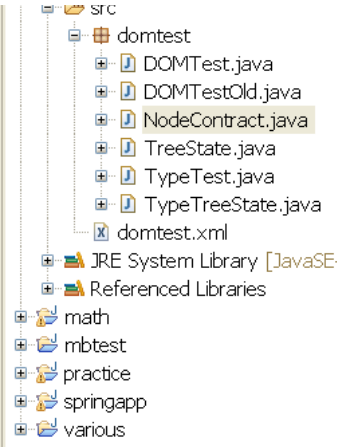 src
domtest
DOMTest.java
DOMTestOld.java
NodeContract.java
TreeState.java
TypeTest.java
TypeTreeState.java
domtest.xml
JRE System Library [JavaSE-
Referenced Libraries
math
mbtest
practice
springapp
various